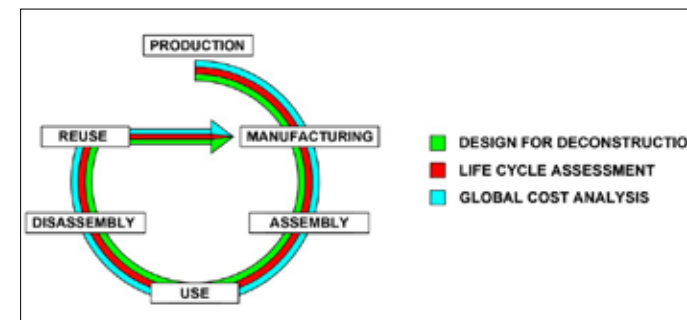 PRODUCTION
REUSE
MANUFACTURING
DISASSEMBLY
ASSEMBLY
USE
DESIGN FOR DECONSTRUCTIO
LIFE CYCLE ASSESSMENT
GLOBAL COST ANALYSIS